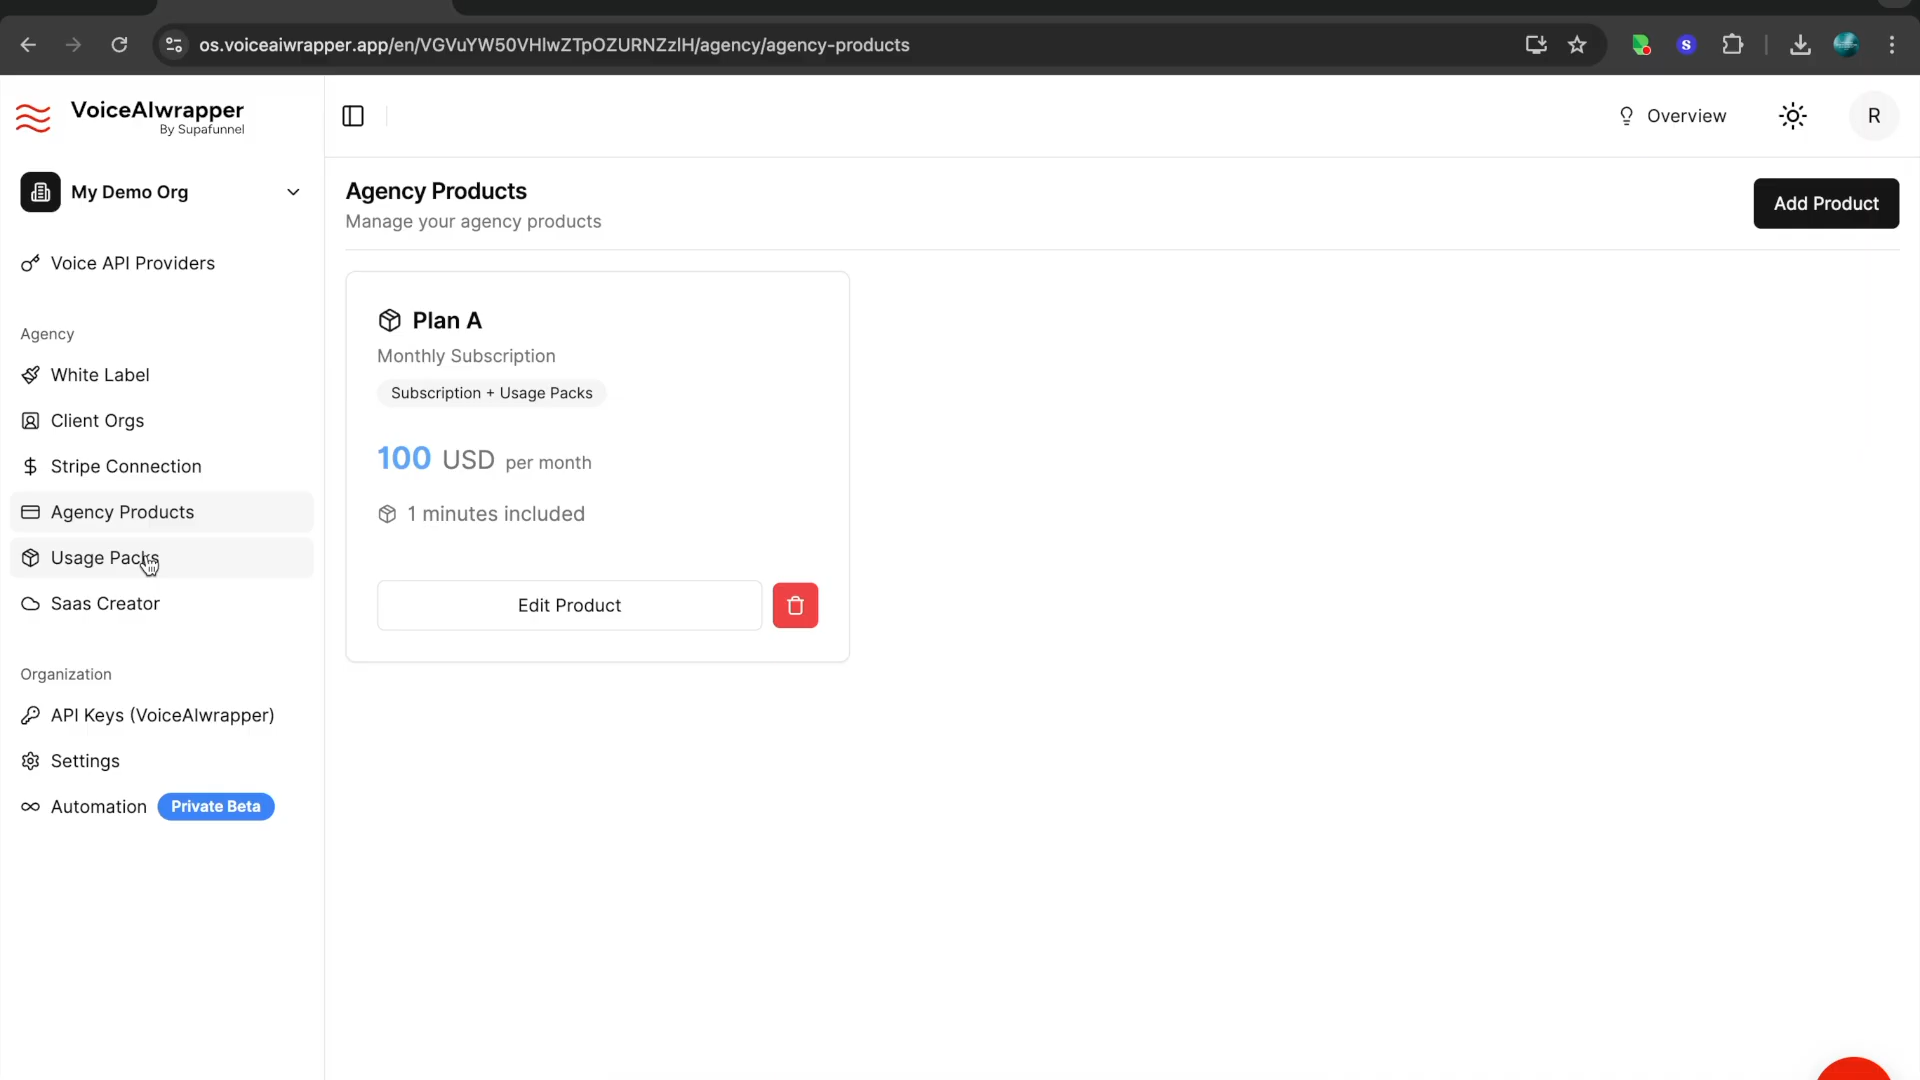 os.voiceaiwrapper.app/en/VGVuYW50VHlwZTpOZURNZzlH/agency/agency-products
S
VoiceAIwrapper
By Supafunnel
Overview
R
My Demo Org
Agency Products
Manage your agency products
Add Product
Voice API Providers
Agency
White Label
Client Orgs
Stripe Connection
Agency Products
Usage Packs
Saas Creator
Plan A
Monthly Subscription
Subscription + Usage Packs
100 USD per month
1 minutes included
Edit Product
Organization
API Keys (VoiceAIwrapper)
Settings
Automation Private Beta